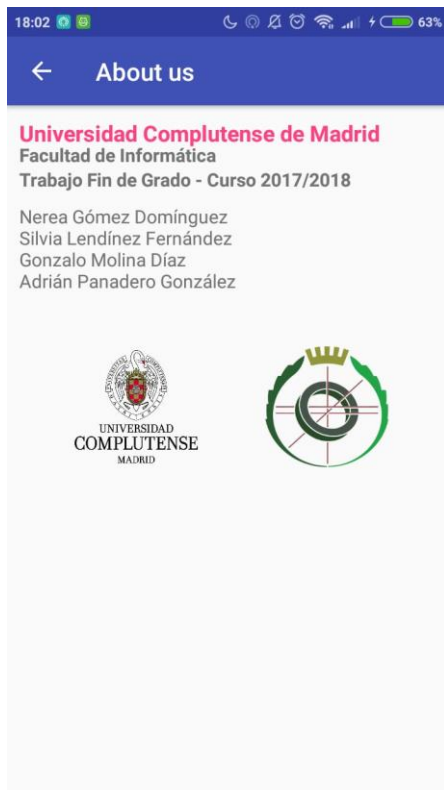 18:02 63%
About us
Universidad Complutense de Madrid
Facultad de Informática
Trabajo Fin de Grado - Curso 2017/2018
Nerea Gómez Domínguez
Silvia Lendínez Fernández
Gonzalo Molina Díaz
Adrián Panadero González
UNIVERSIDAD
COMPLUTENSE
MADRID